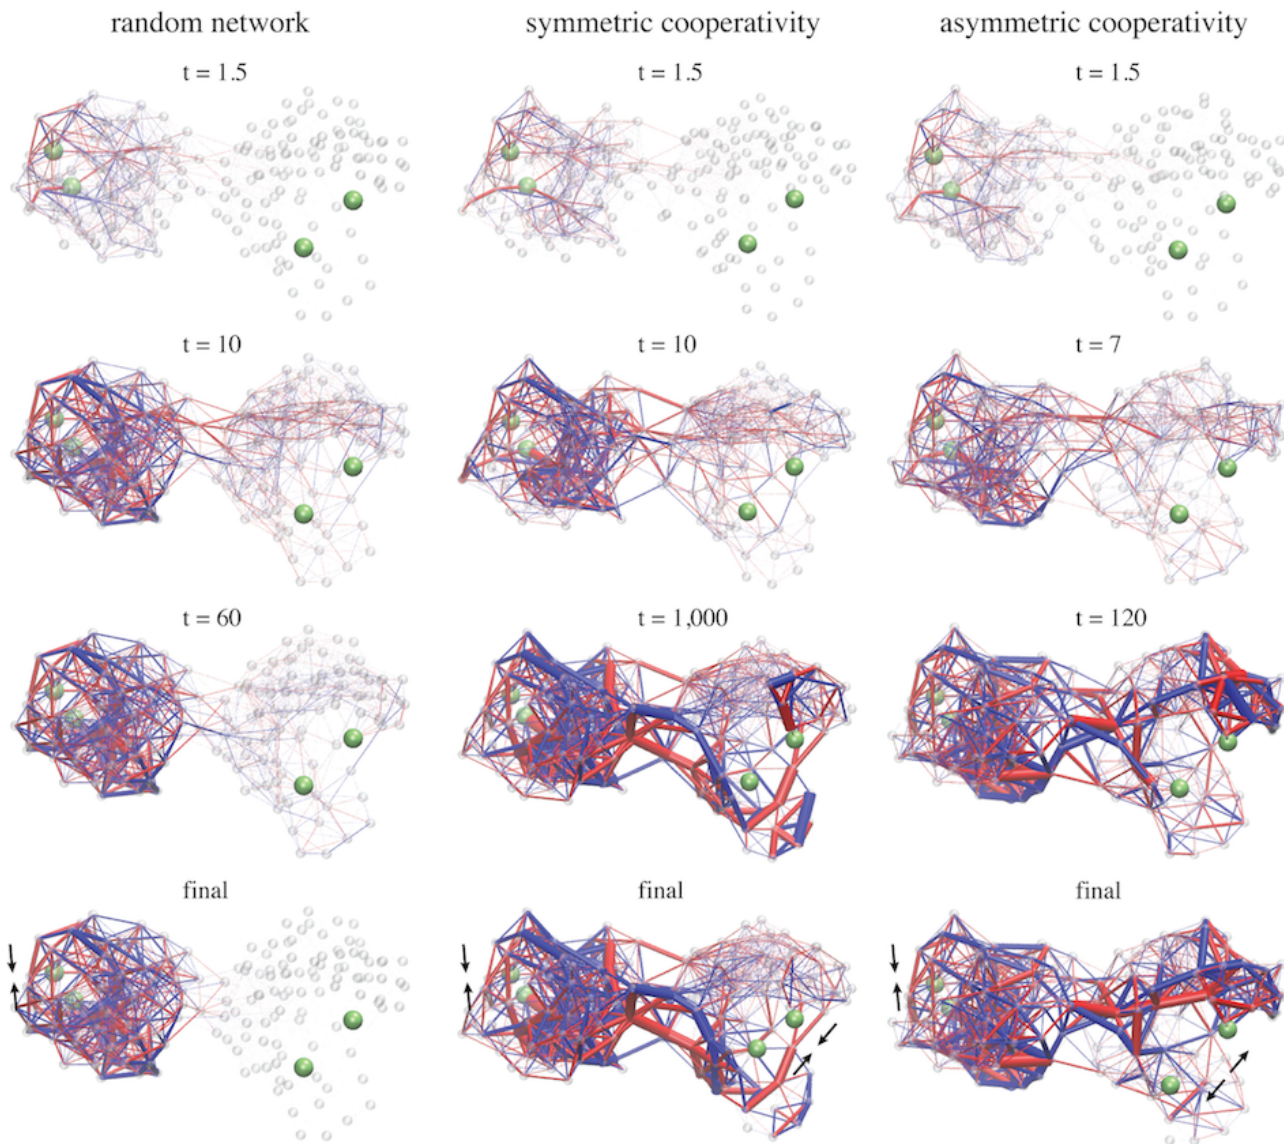 random network symmetric cooperativity asymmetric cooperativity
t = 1.5 t = 1.5 t = 1.5
t = 10 t = 10 t = 7
t = 60 t = 1,000 t = 120
final final final